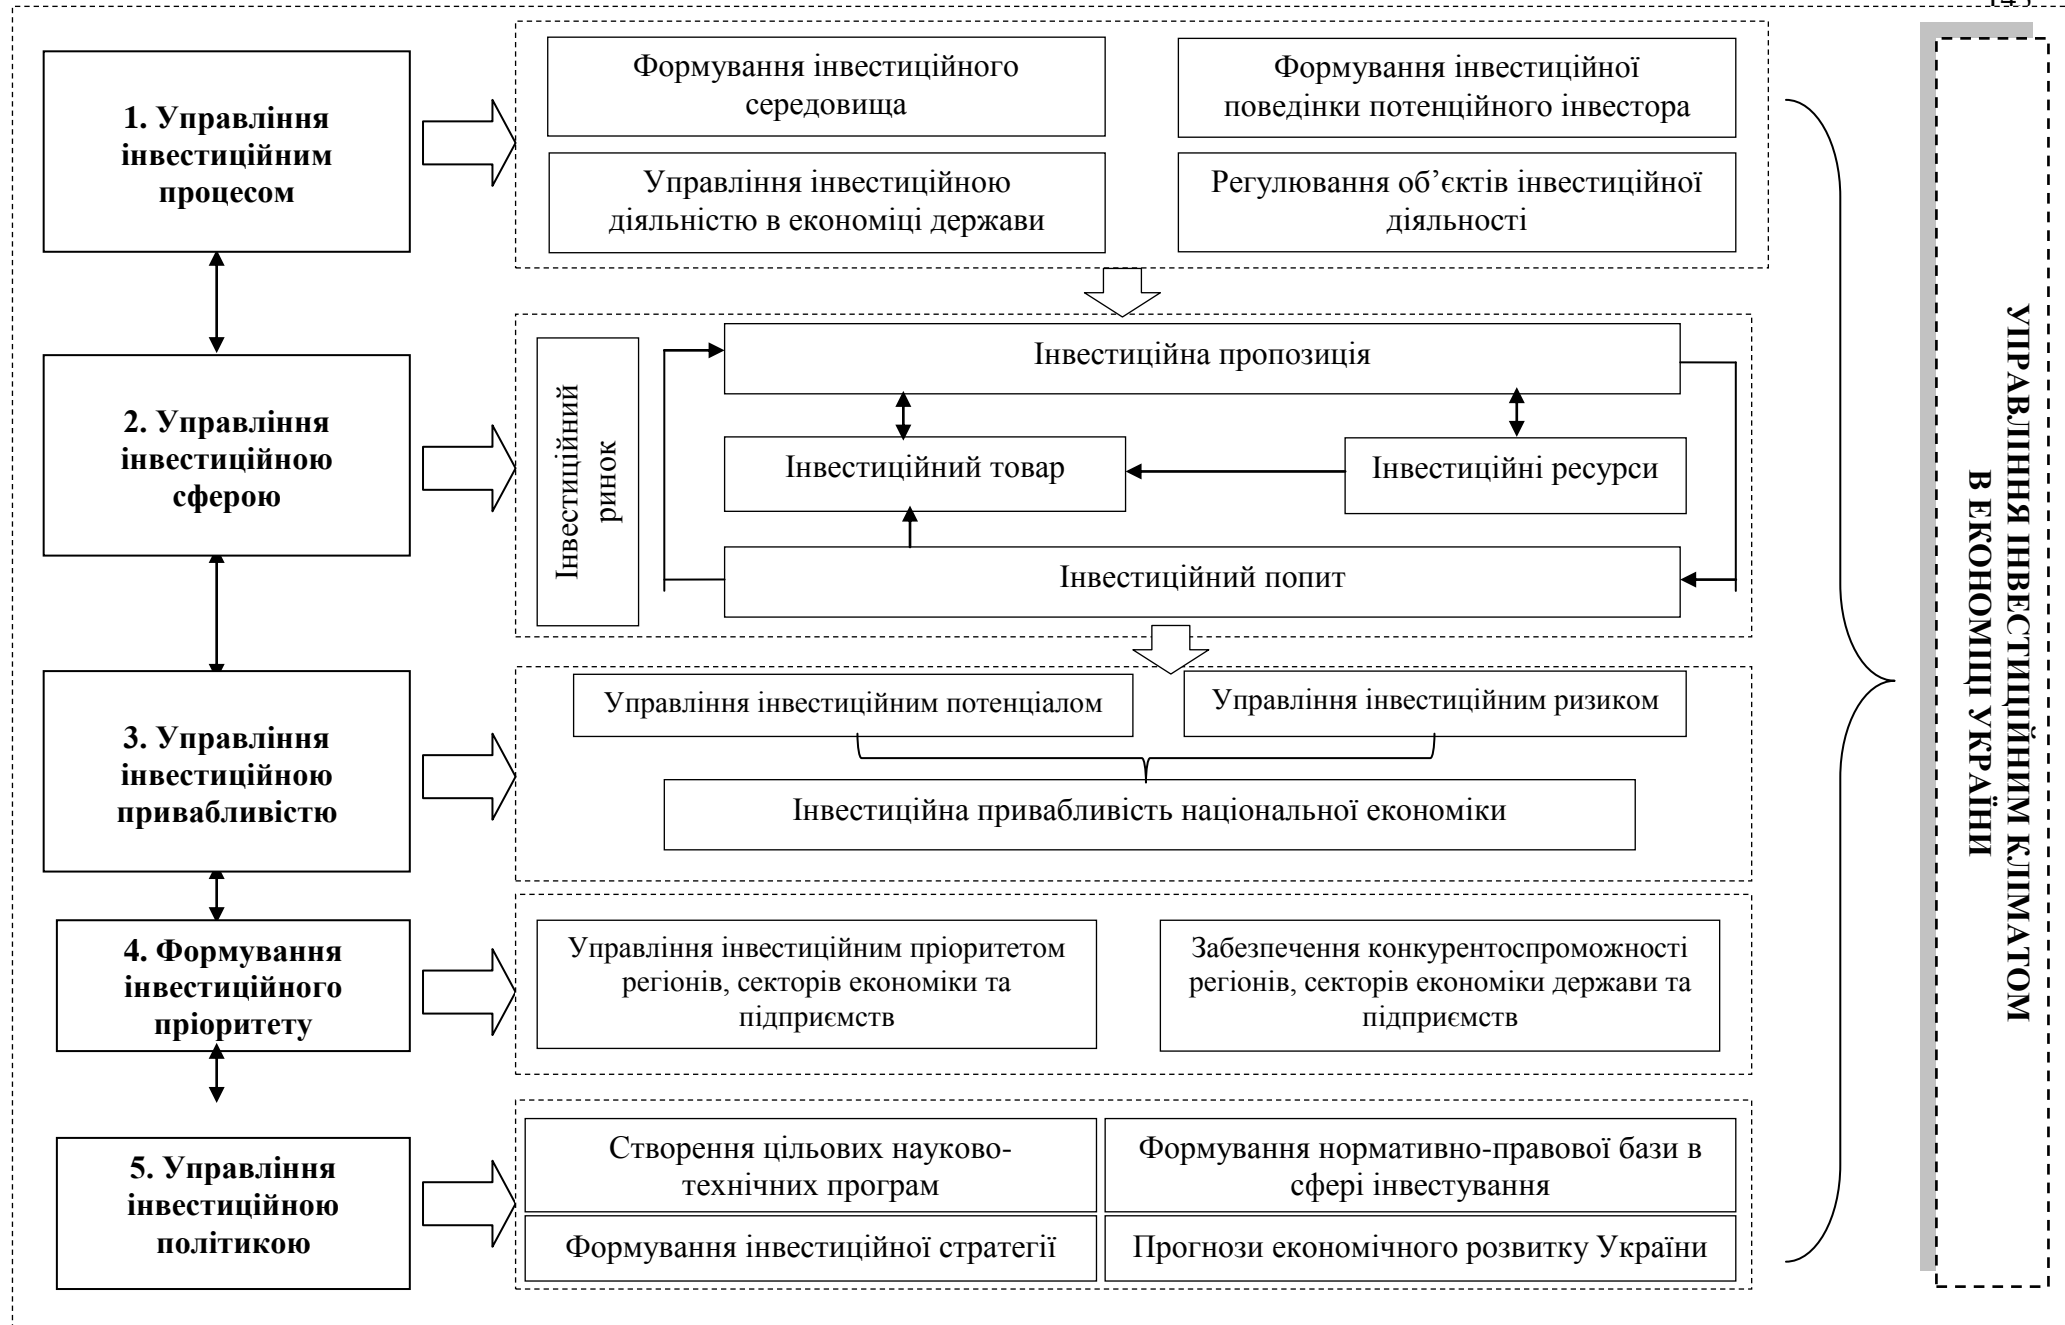 1. Управління
інвестиційним
процесом
Формування інвестиційного
середовища
Формування інвестиційної
поведінки потенційного інвестора
Управління інвестиційною
діяльністю в економіці держави
Регулювання об’єктів інвестиційної
діяльності
2. Управління
інвестиційною
сферою
Інвестиційний
ринок
Інвестиційна пропозиція
Інвестиційний товар
Інвестиційні ресурси
Інвестиційний попит
3. Управління
інвестиційною
привабливістю
Управління інвестиційним потенціалом
Управління інвестиційним ризиком
Інвестиційна привабливість національної економіки
4. Формування
інвестиційного
пріоритету
Управління інвестиційним пріоритетом
регіонів, секторів економіки та
підприємств
Забезпечення конкурентоспроможності
регіонів, секторів економіки держави та
підприємств
5. Управління
інвестиційною
політикою
Створення цільових науково-
технічних програм
Формування нормативно-правової бази в
сфері інвестування
Формування інвестиційної стратегії
Прогнози економічного розвитку України
УПРАВЛІННЯ ІНВЕСТИЦІЙНИМ КЛІМАТОМ
В ЕКОНОМІЦІ УКРАЇНИ